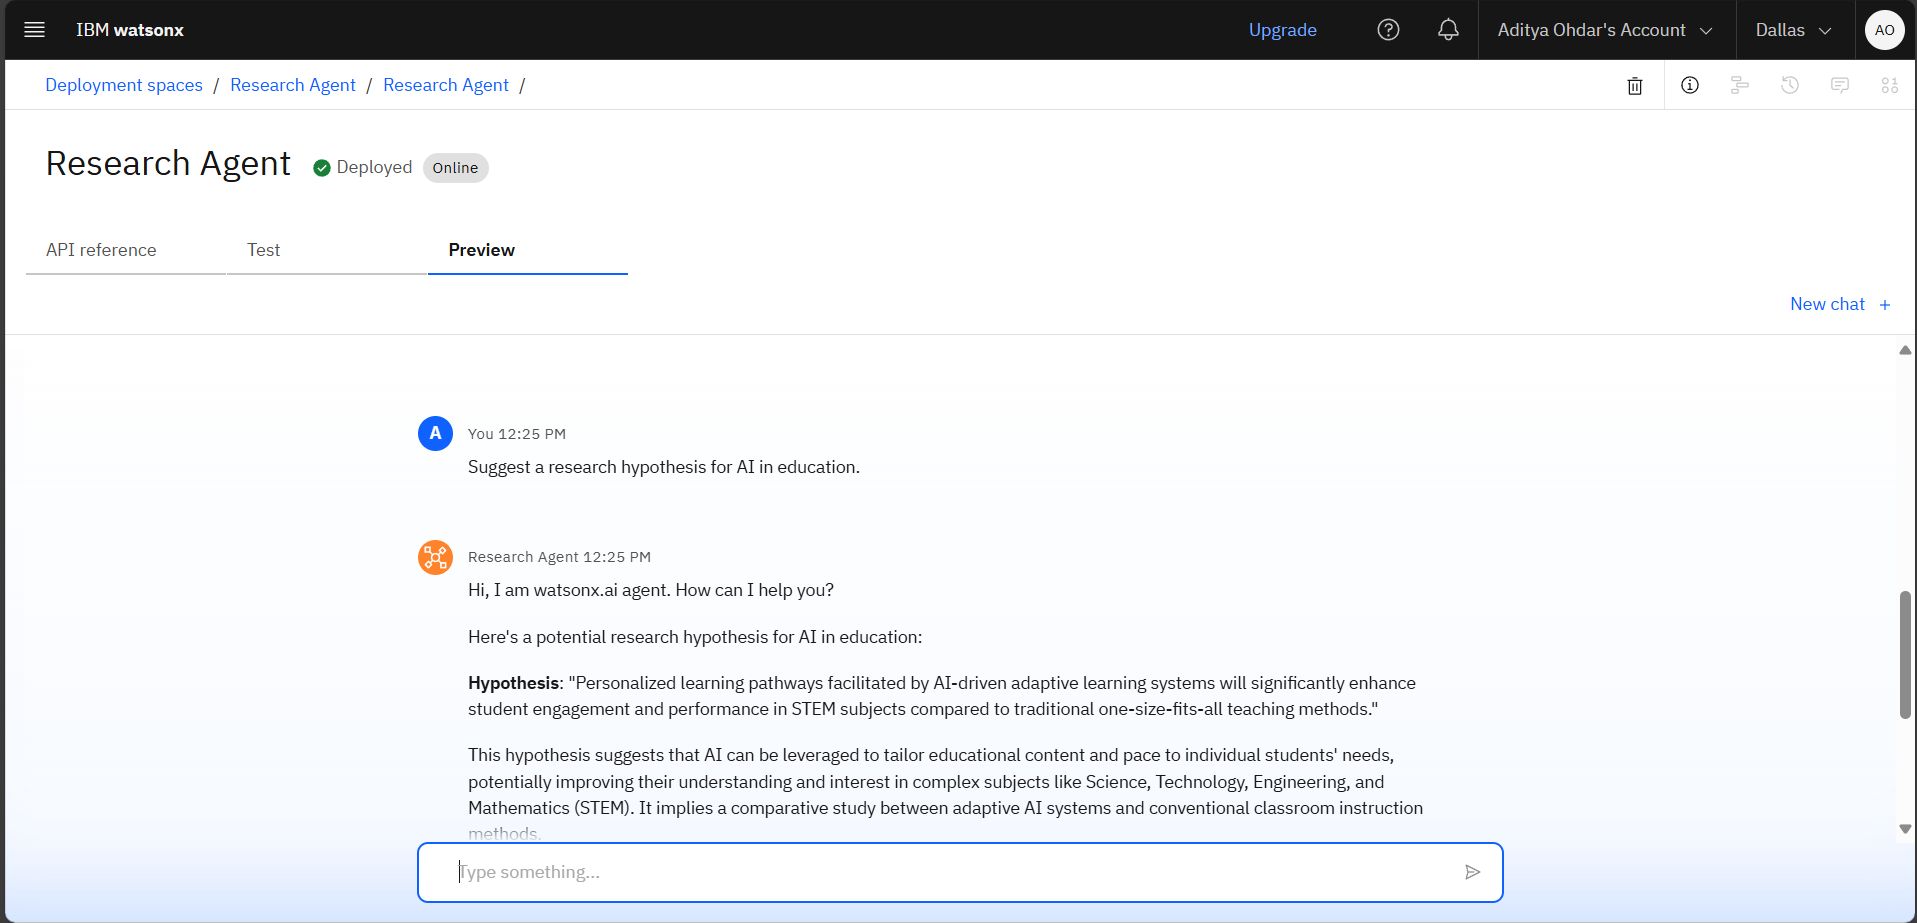 IBM watsonx
Upgrade
Aditya Ohdar's Account
Dallas
AO
Deployment spaces / Research Agent / Research Agent /
Research Agent
Deployed
Online
API reference
Test
Preview
New chat +
A
You 12:25 PM
Suggest a research hypothesis for AI in education.
Research Agent 12:25 PM
Hi, I am watsonx.ai agent. How can I help you?
Here's a potential research hypothesis for AI in education:
Hypothesis: "Personalized learning pathways facilitated by AI-driven adaptive learning systems will significantly enhance
student engagement and performance in STEM subjects compared to traditional one-size-fits-all teaching methods."
This hypothesis suggests that AI can be leveraged to tailor educational content and pace to individual students' needs,
potentially improving their understanding and interest in complex subjects like Science, Technology, Engineering, and
Mathematics (STEM). It implies a comparative study between adaptive AI systems and conventional classroom instruction
methods.
Type something...